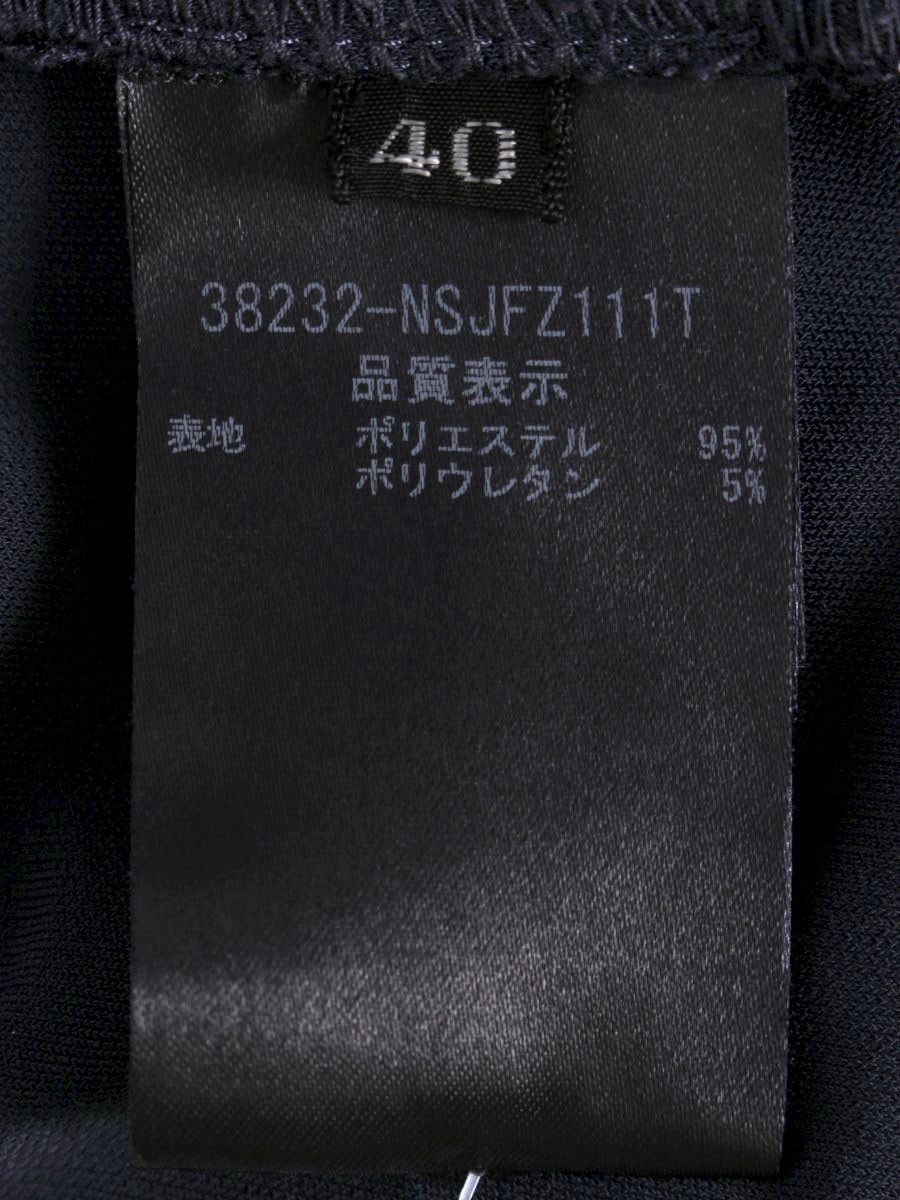 40
38232-NSJFZ111T
品質表示
表地 ポリエステル 95%
ポリウレタン 5%